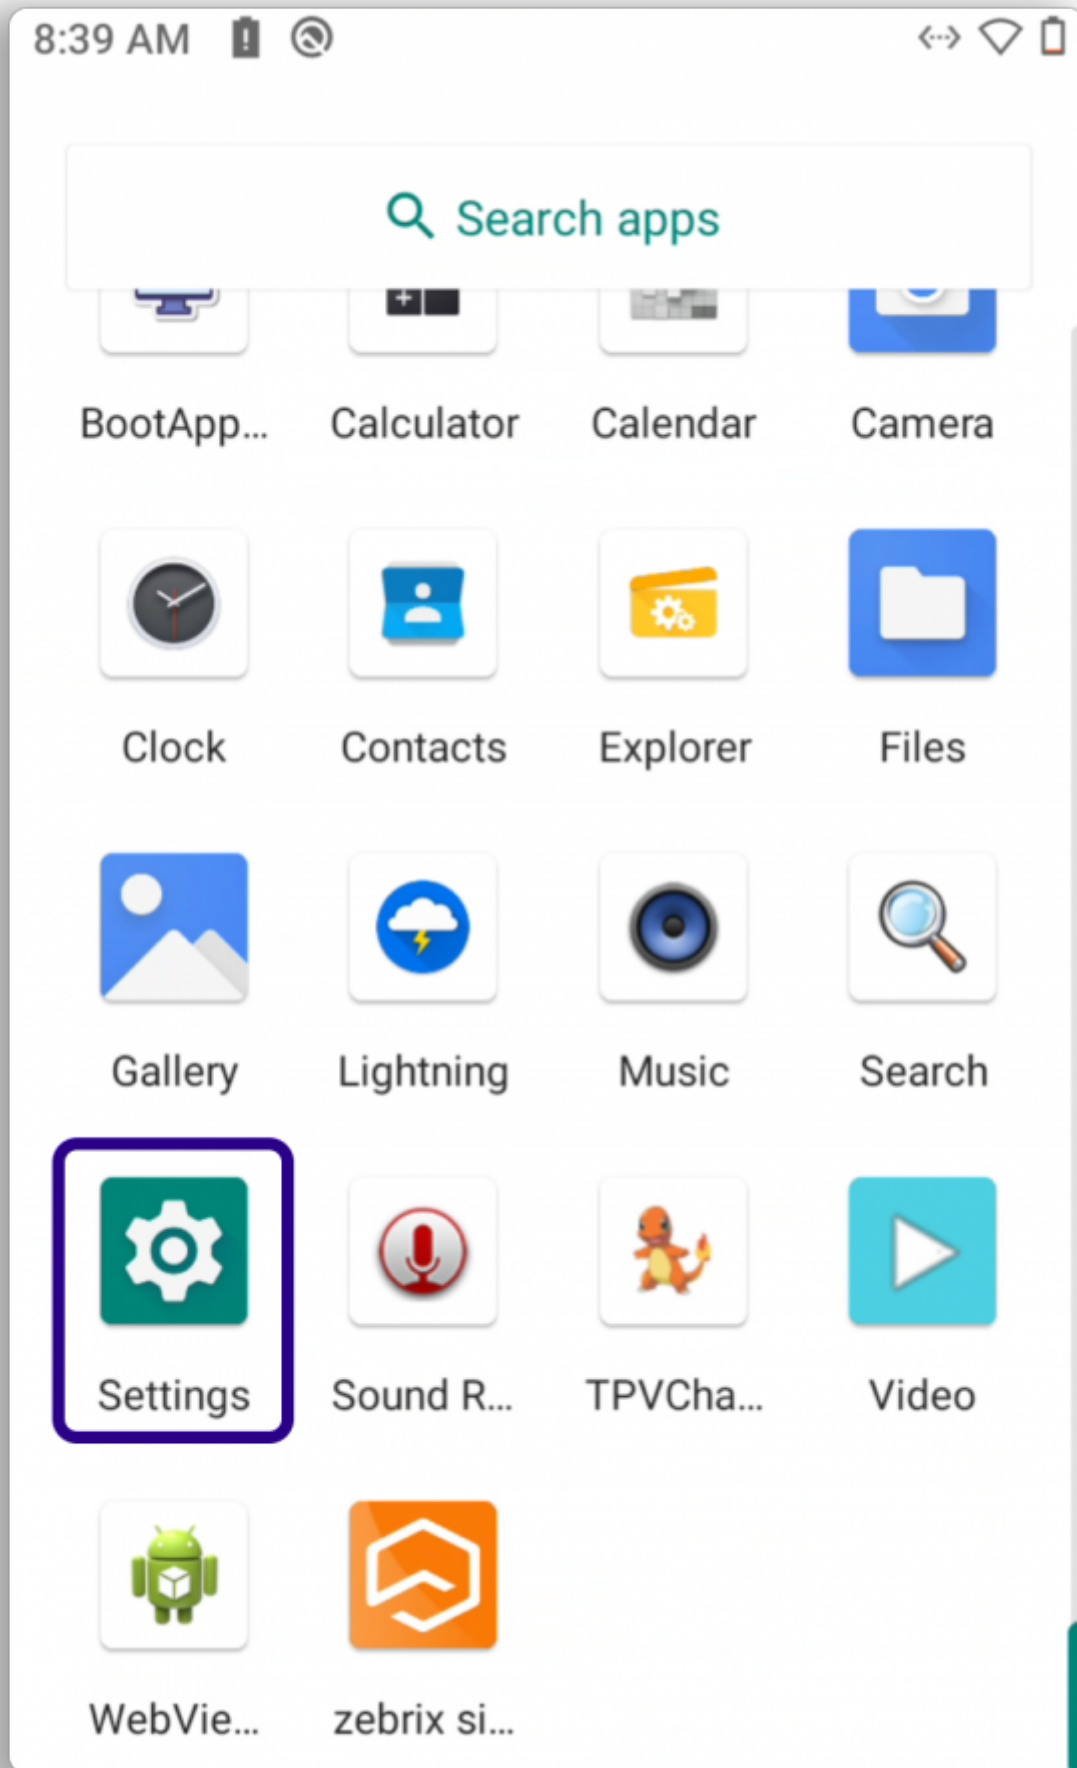 8:39 AM
Search apps
BootApp... Calculator Calendar Camera
Clock Contacts Explorer Files
Gallery Lightning Music Search
Settings Sound R... TPVCha... Video
WebVie... zebrix si...